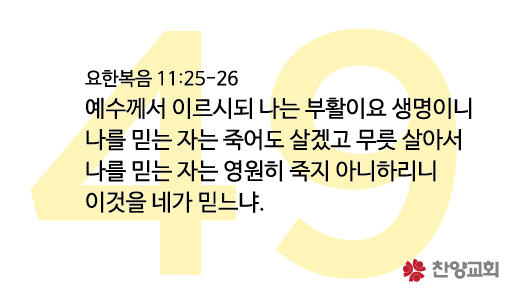 49
요한복음 11:25-26
예수께서 이르시되 나는 부활이요 생명이니
나를 믿는 자는 죽어도 살겠고 무릇 살아서
나를 믿는 자는 영원히 죽지 아니하리니
이것을 네가 믿느냐.
찬양교회